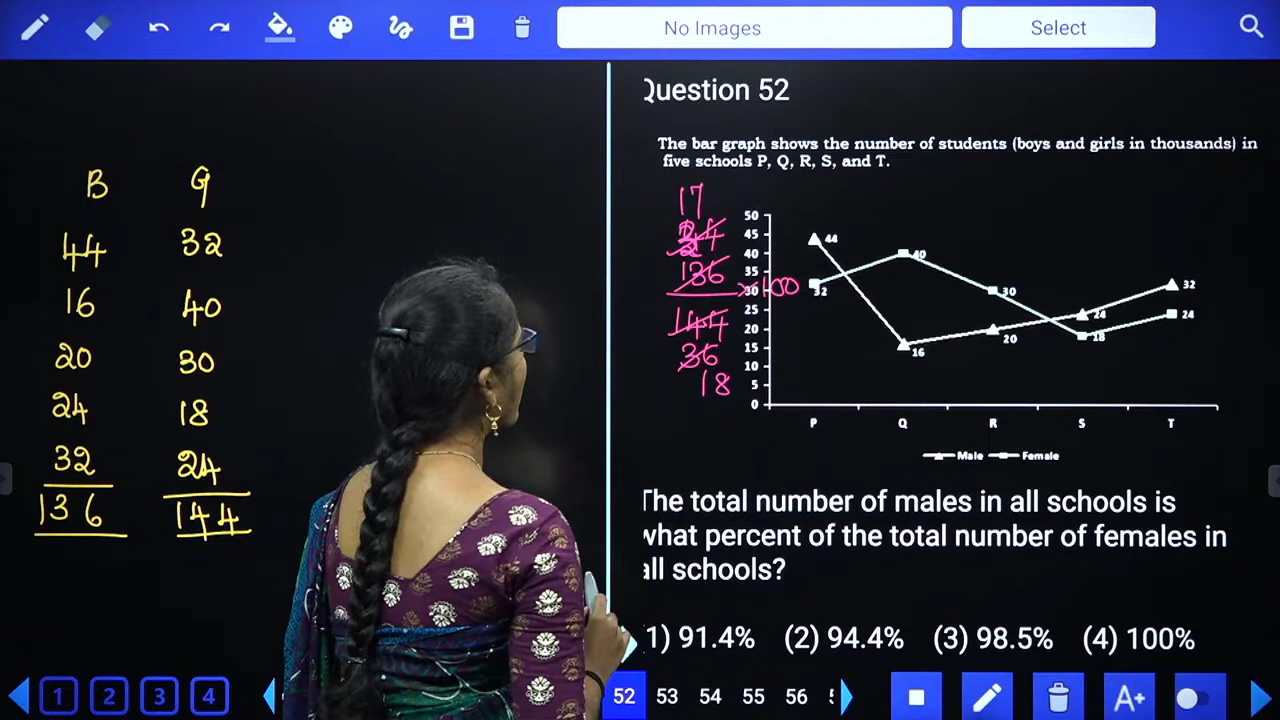 No Images
Select
B G
44 32
16 40
20 30
24 18
32 24
136 144
Question 52
The bar graph shows the number of students (boys and girls in thousands) in
five schools P, Q, R, S, and T.
17
136
×100
144
36
18
50
45
40
35
30
25
20
15
10
5
0
44
32
40
16
30
20
24
18
32
24
P Q R S T
Male Female
The total number of males in all schools is
what percent of the total number of females in
all schools?
1) 91.4% (2) 94.4% (3) 98.5% (4) 100%
1 2 3 4
52 53 54 55 56
A+